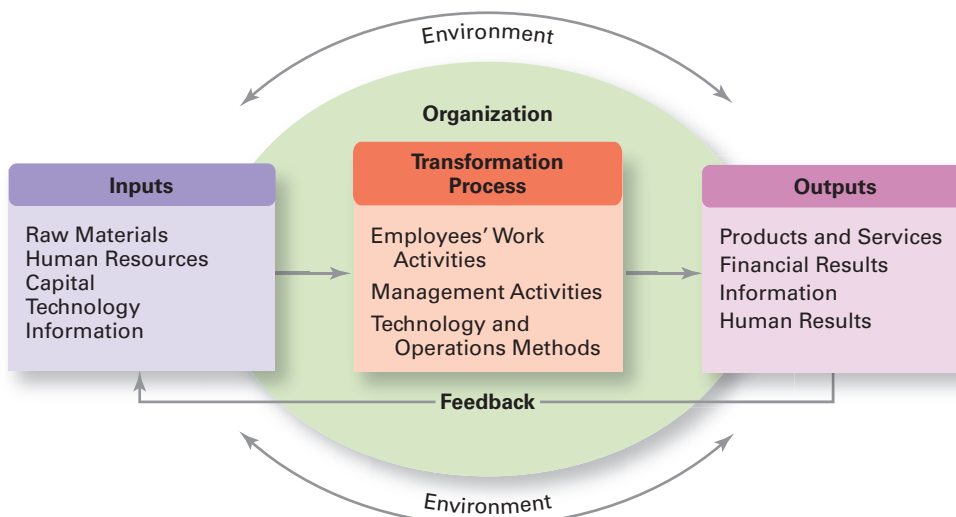 Environment
Organization
Inputs
Raw Materials
Human Resources
Capital
Technology
Information
Transformation
Process
Employees’ Work
Activities
Management Activities
Technology and
Operations Methods
Outputs
Products and Services
Financial Results
Information
Human Results
Feedback
Environment